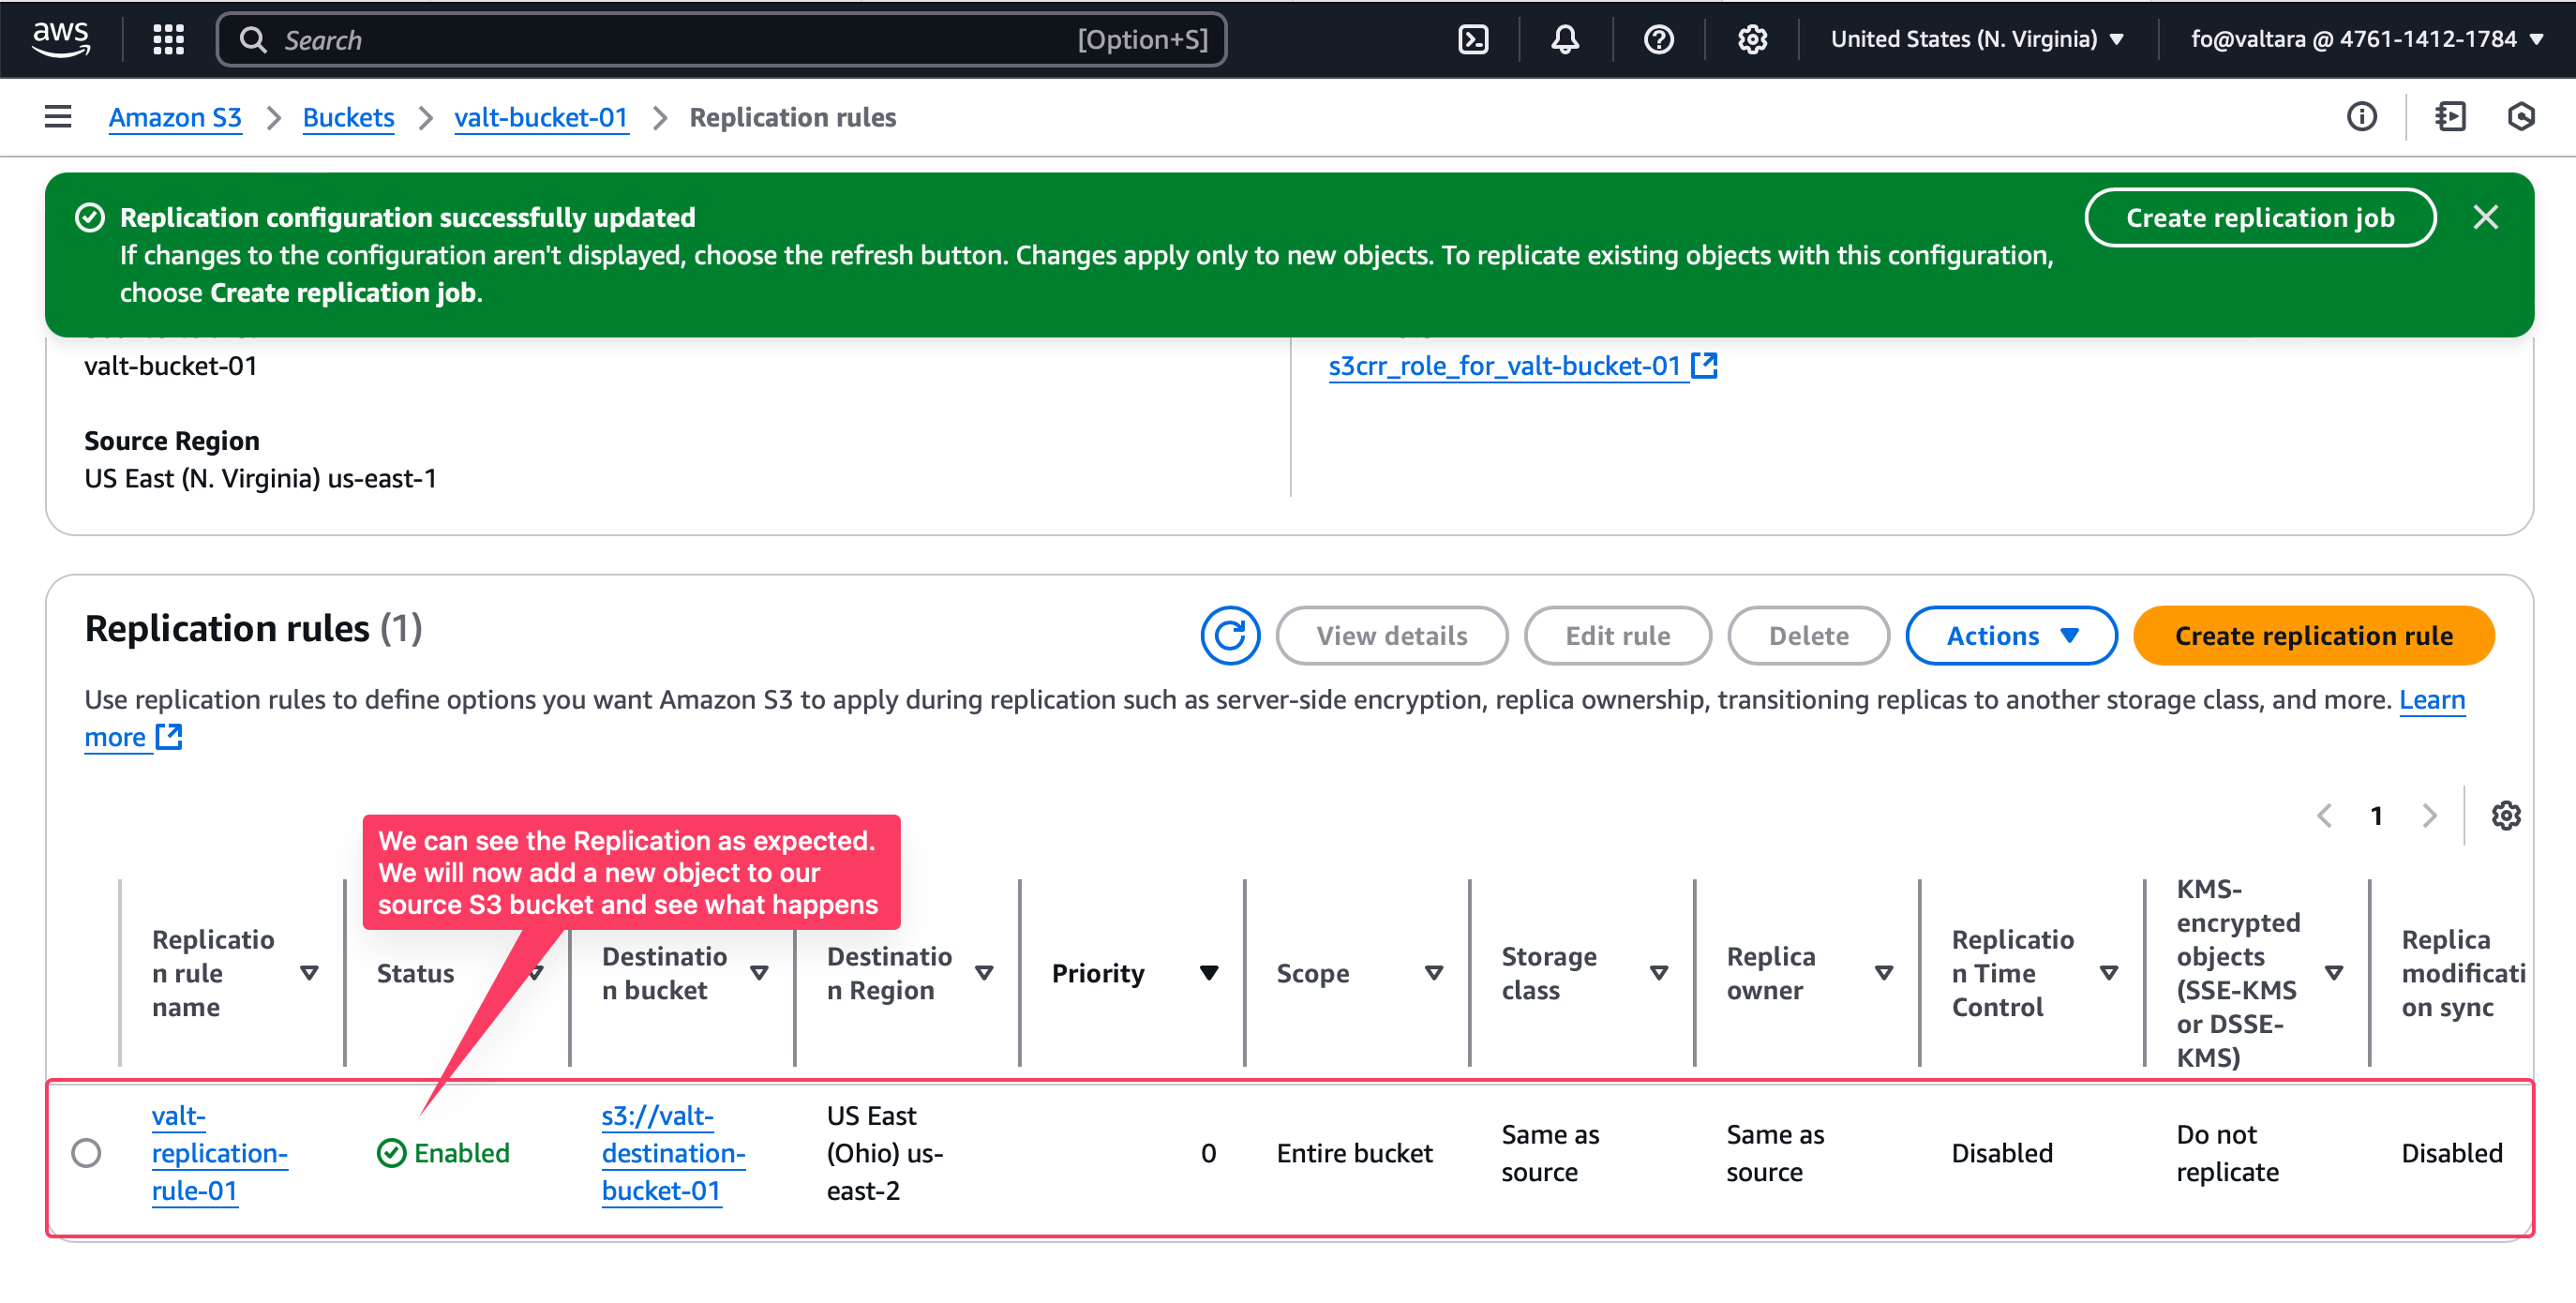 aws
Search
[Option+S]
United States (N. Virginia)
fo@valtara @ 4761-1412-1784
Amazon S3
Buckets
valt-bucket-01
Replication rules
Replication configuration successfully updated
If changes to the configuration aren't displayed, choose the refresh button. Changes apply only to new objects. To replicate existing objects with this configuration,
choose Create replication job.
Create replication job
valt-bucket-01
s3crr_role_for_valt-bucket-01
Source Region
US East (N. Virginia) us-east-1
Replication rules (1)
View details
Edit rule
Delete
Actions
Create replication rule
Use replication rules to define options you want Amazon S3 to apply during replication such as server-side encryption, replica ownership, transitioning replicas to another storage class, and more. Learn
more
1
We can see the Replication as expected.
We will now add a new object to our
source S3 bucket and see what happens
Replicatio
n rule
name
Status
Destinatio
n bucket
Destinatio
n Region
Priority
Scope
Storage
class
Replica
owner
Replicatio
n Time
Control
KMS-
encrypted
objects
(SSE-KMS
or DSSE-
KMS)
Replica
modificati
on sync
valt-
replication-
rule-01
Enabled
s3://valt-
destination-
bucket-01
US East
(Ohio) us-
east-2
0
Entire bucket
Same as
source
Same as
source
Disabled
Do not
replicate
Disabled